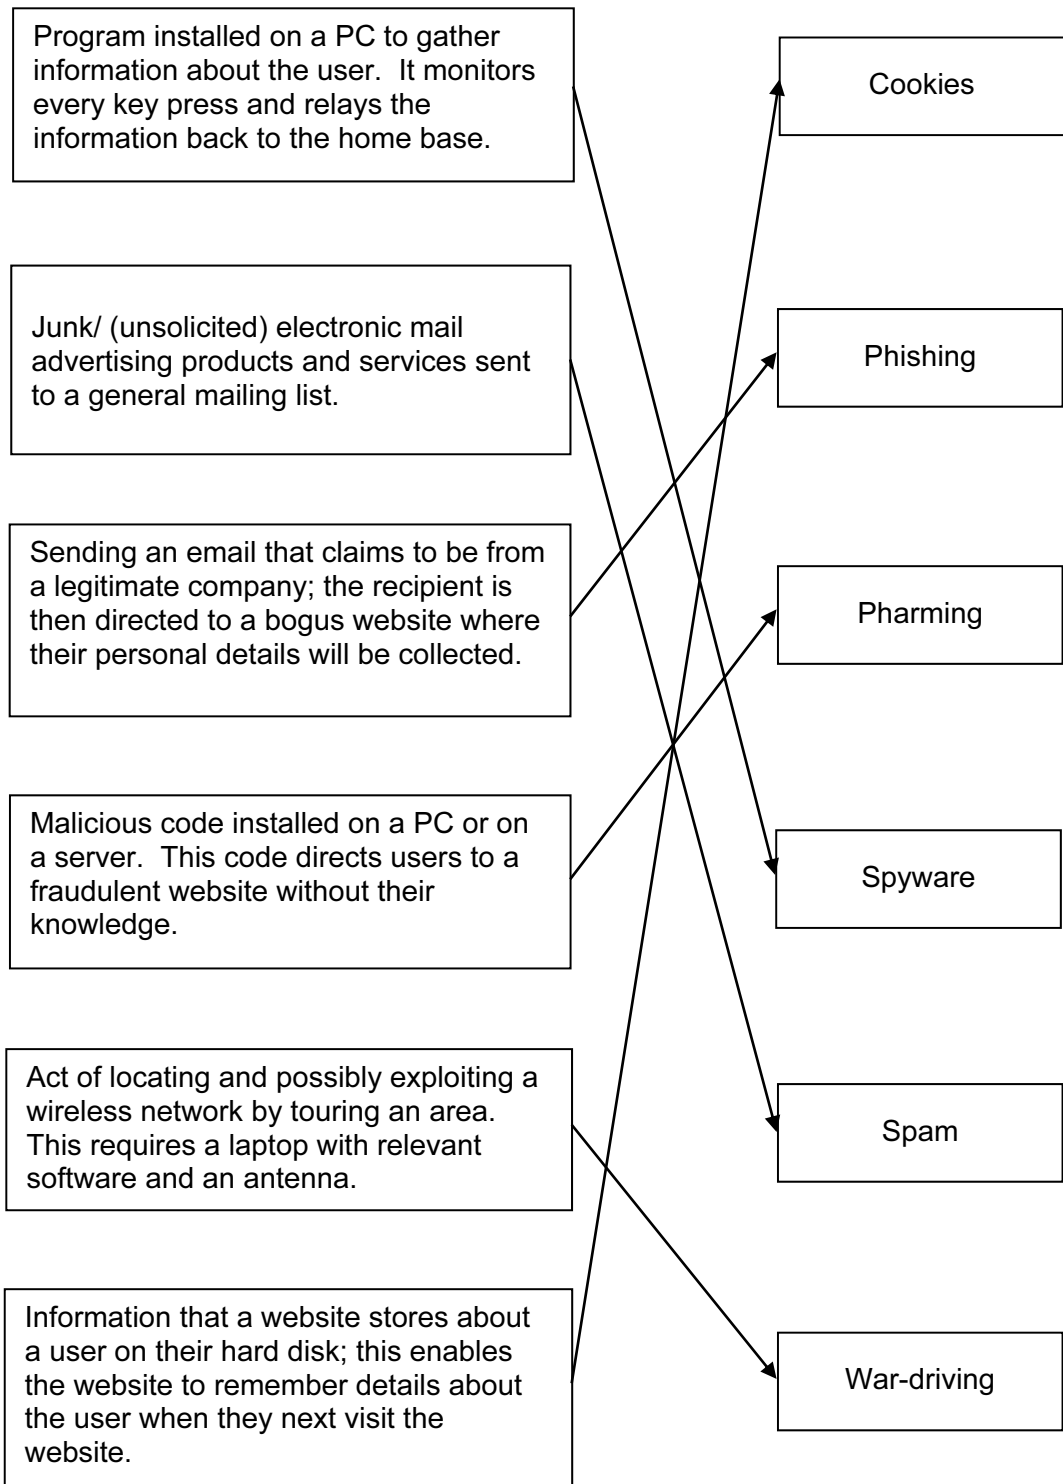 Program installed on a PC to gather
information about the user.  It monitors
every key press and relays the
information back to the home base.
Cookies
Junk/ (unsolicited) electronic mail
advertising products and services sent
to a general mailing list.
Phishing
Sending an email that claims to be from
a legitimate company; the recipient is
then directed to a bogus website where
their personal details will be collected.
Pharming
Malicious code installed on a PC or on
a server.  This code directs users to a
fraudulent website without their
knowledge.
Spyware
Act of locating and possibly exploiting a
wireless network by touring an area.
This requires a laptop with relevant
software and an antenna.
Spam
Information that a website stores about
a user on their hard disk; this enables
the website to remember details about
the user when they next visit the
website.
War-driving